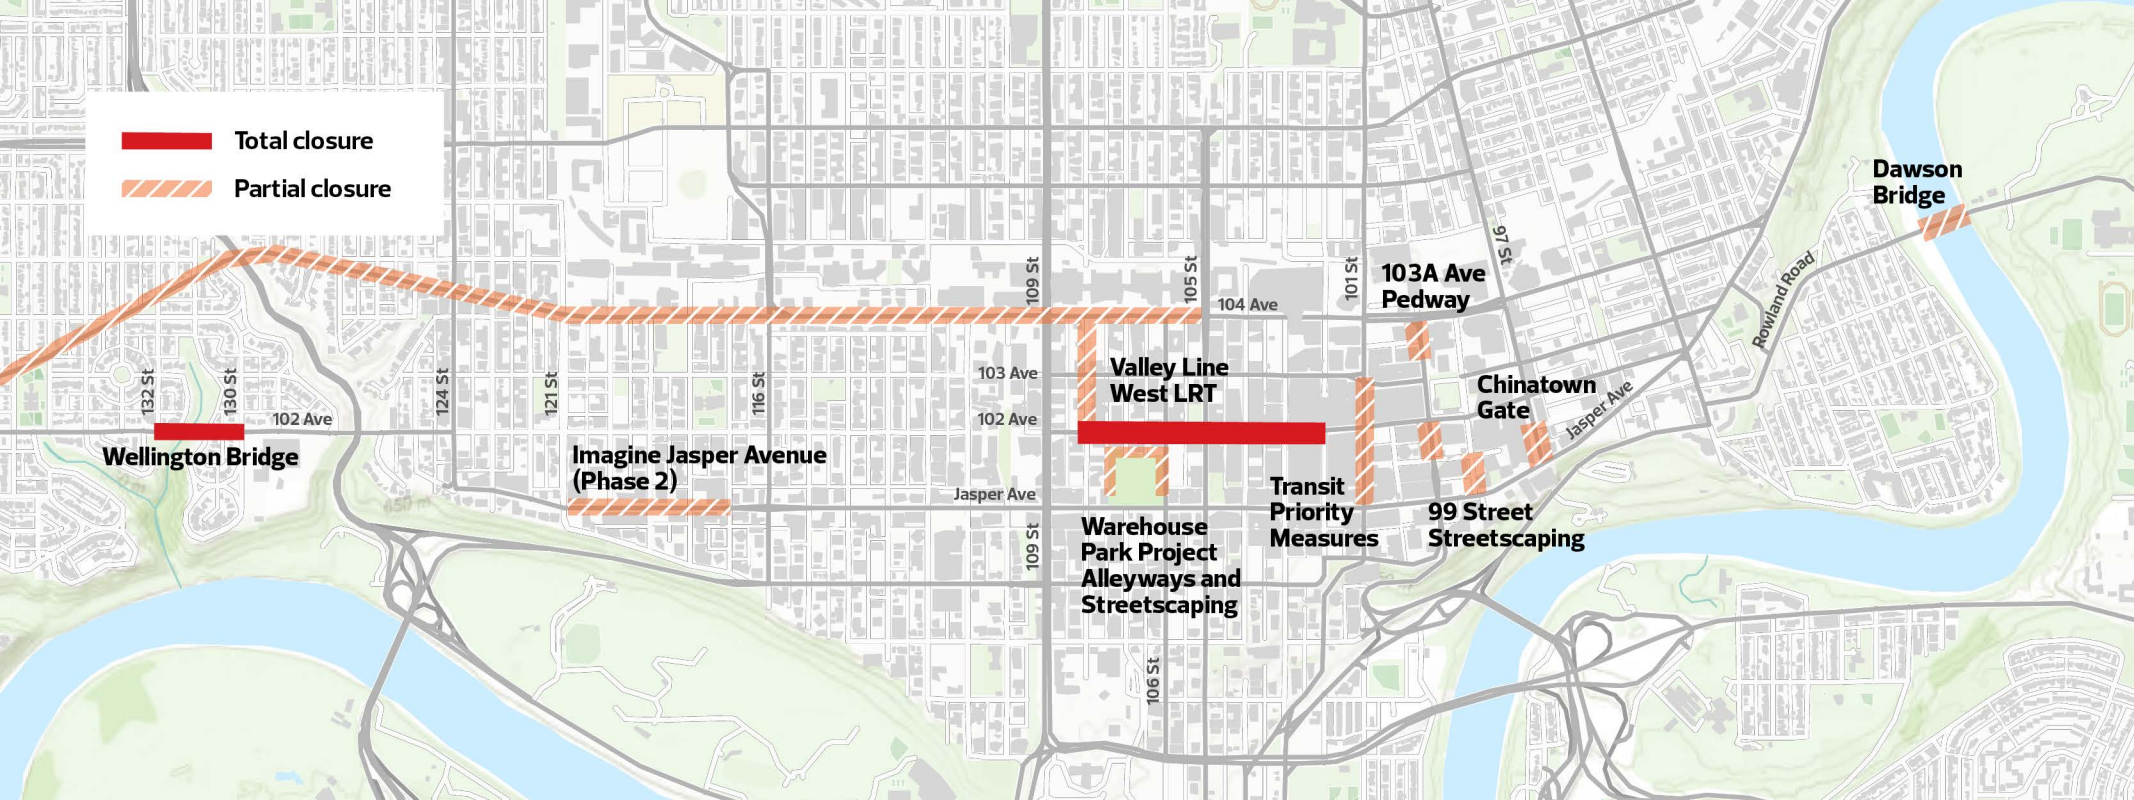 Total closure
Partial closure
Dawson
Bridge
97 St
109 St
105 St
101 St
103A Ave
Pedway
104 Ave
Rowland Road
132 St
130 St
124 St
121 St
116 St
103 Ave
Valley Line
West LRT
Chinatown
Gate
Jasper Ave
102 Ave
102 Ave
Wellington Bridge
Imagine Jasper Avenue
(Phase 2)
Jasper Ave
Transit
Priority
Measures
99 Street
Streetscaping
650 m
109 St
Warehouse
Park Project
Alleyways and
Streetscaping
106 St